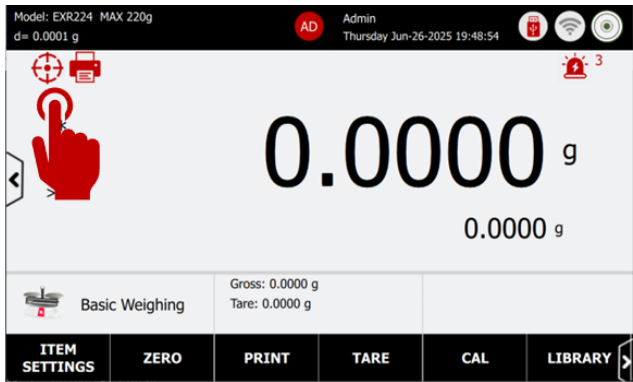 Model: EXR224 MAX 220g
d= 0.0001 g
AD
Admin
Thursday Jun-26-2025 19:48:54
3
0.0000 g
0.0000 g
Basic Weighing
Gross: 0.0000 g
Tare: 0.0000 g
ITEM
SETTINGS
ZERO
PRINT
TARE
CAL
LIBRARY